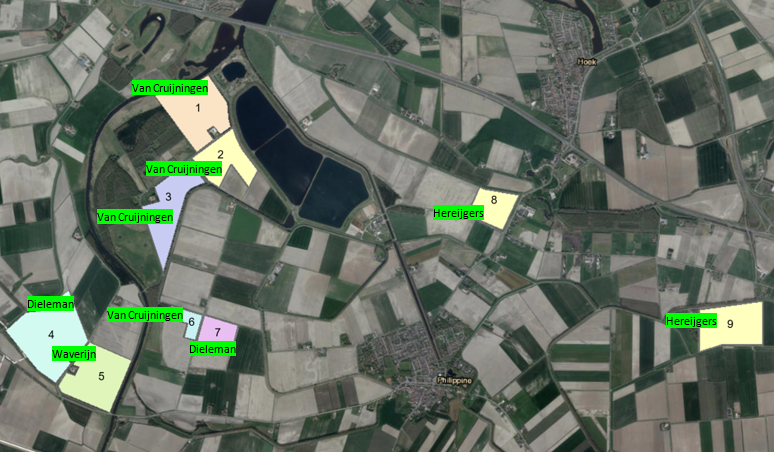 Hoek
Van Cruijningen
1
2
Van Cruijningen
3
Van Cruijningen
8
Hereijgers
Dieleman
4
Van Cruijningen
6
7
Dieleman
Hereijgers
9
Waverijn
5
Philippine